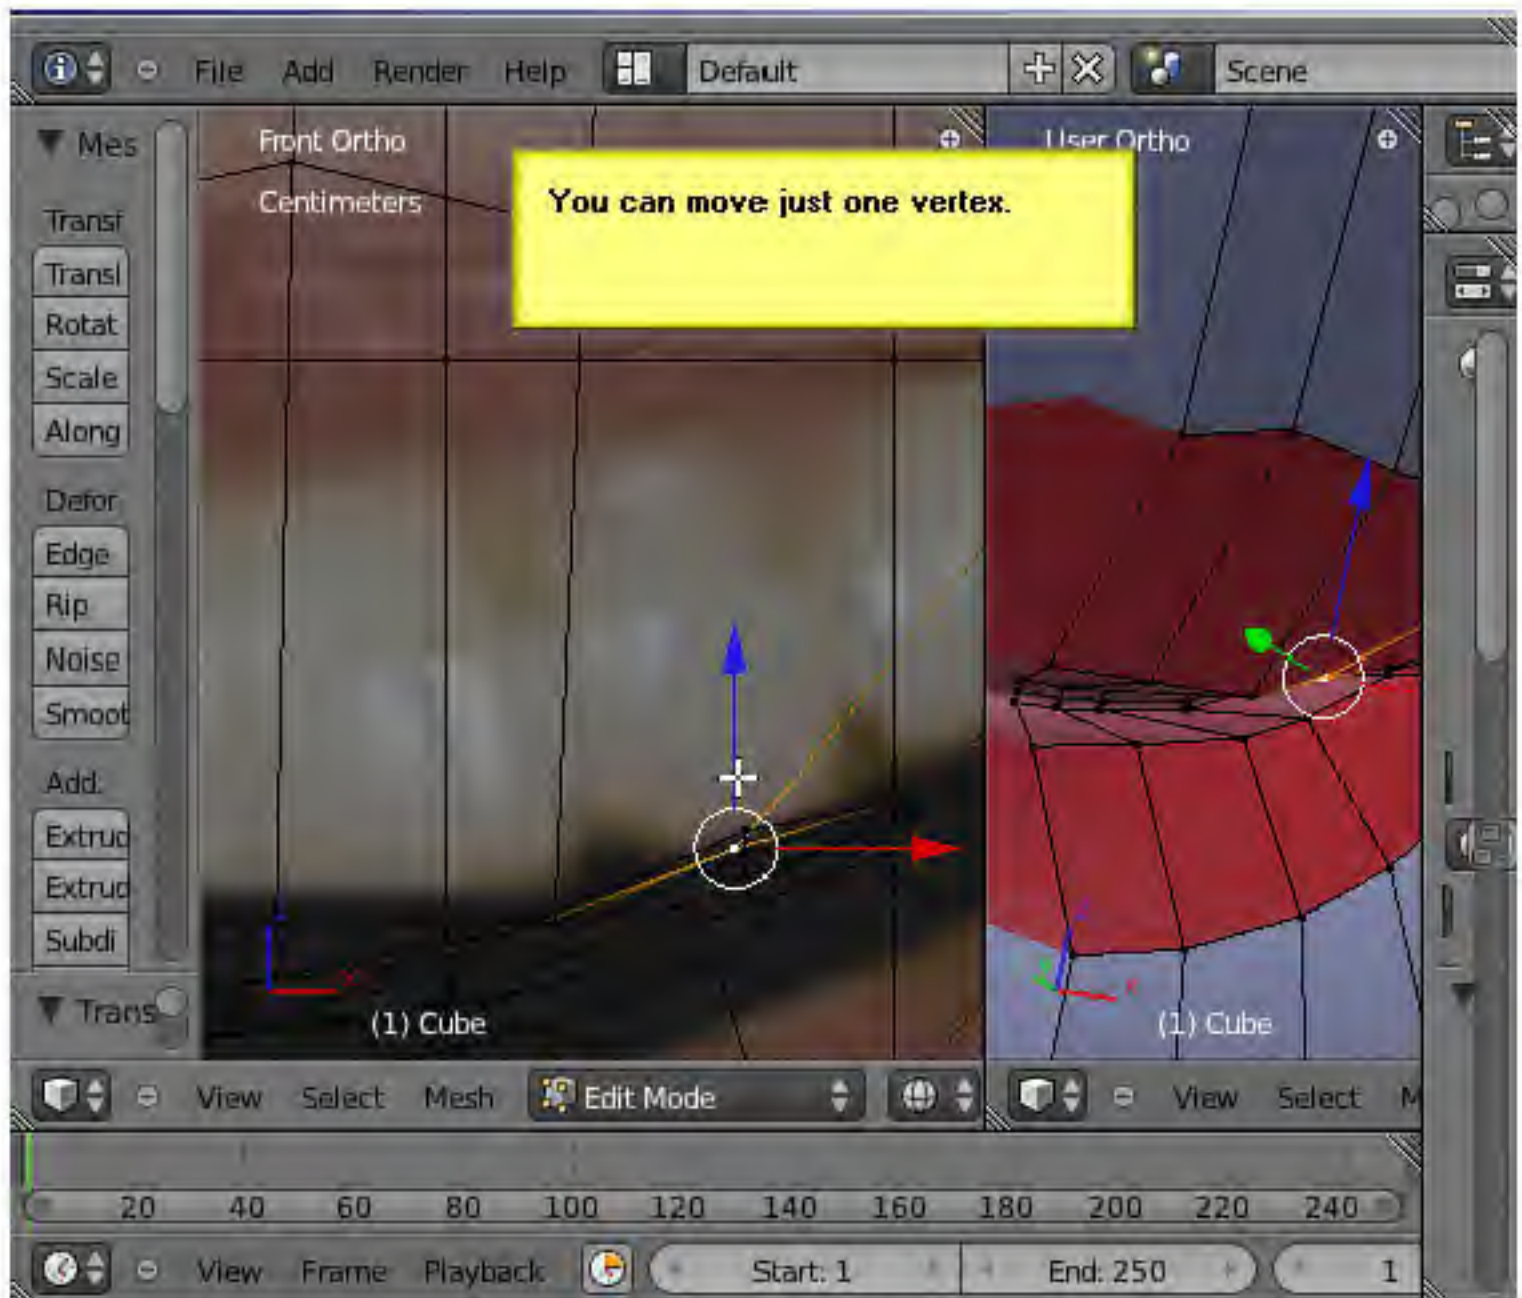 File Add Render Help Default Scene
Mes
Transf
Transl
Rotat
Scale
Along
Defor
Edge
Rip
Noise
Smoot
Add:
Extrud
Extrud
Subdi
Trans
Front Ortho
Centimeters
You can move just one vertex.
User Ortho
(1) Cube
(1) Cube
View Select Mesh Edit Mode
View Select M
20 40 60 80 100 120 140 160 180 200 220 240
View Frame Playback Start: 1 End: 250 1